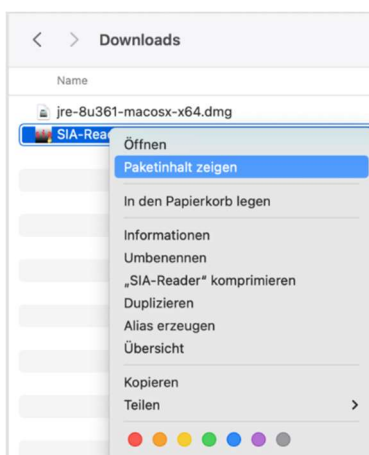 Downloads
Name
jre-8u361-macosx-x64.dmg
SIA-Rea
Öffnen
Paketinhalt zeigen
In den Papierkorb legen
Informationen
Umbenennen
„SIA-Reader“ komprimieren
Duplizieren
Alias erzeugen
Übersicht
Kopieren
Teilen